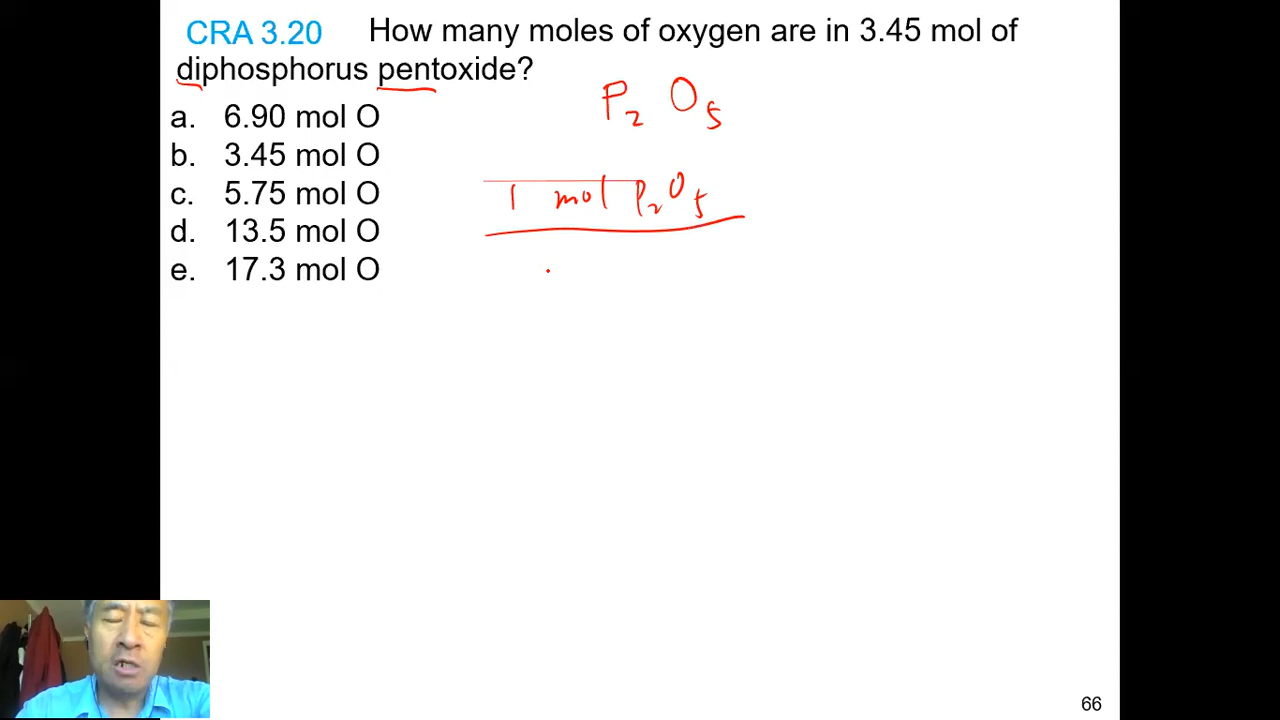 CRA 3.20 How many moles of oxygen are in 3.45 mol of
diphosphorus pentoxide?
P2 O5
a. 6.90 mol O
b. 3.45 mol O
c. 5.75 mol O
1 mol P2O5
d. 13.5 mol O
e. 17.3 mol O
66